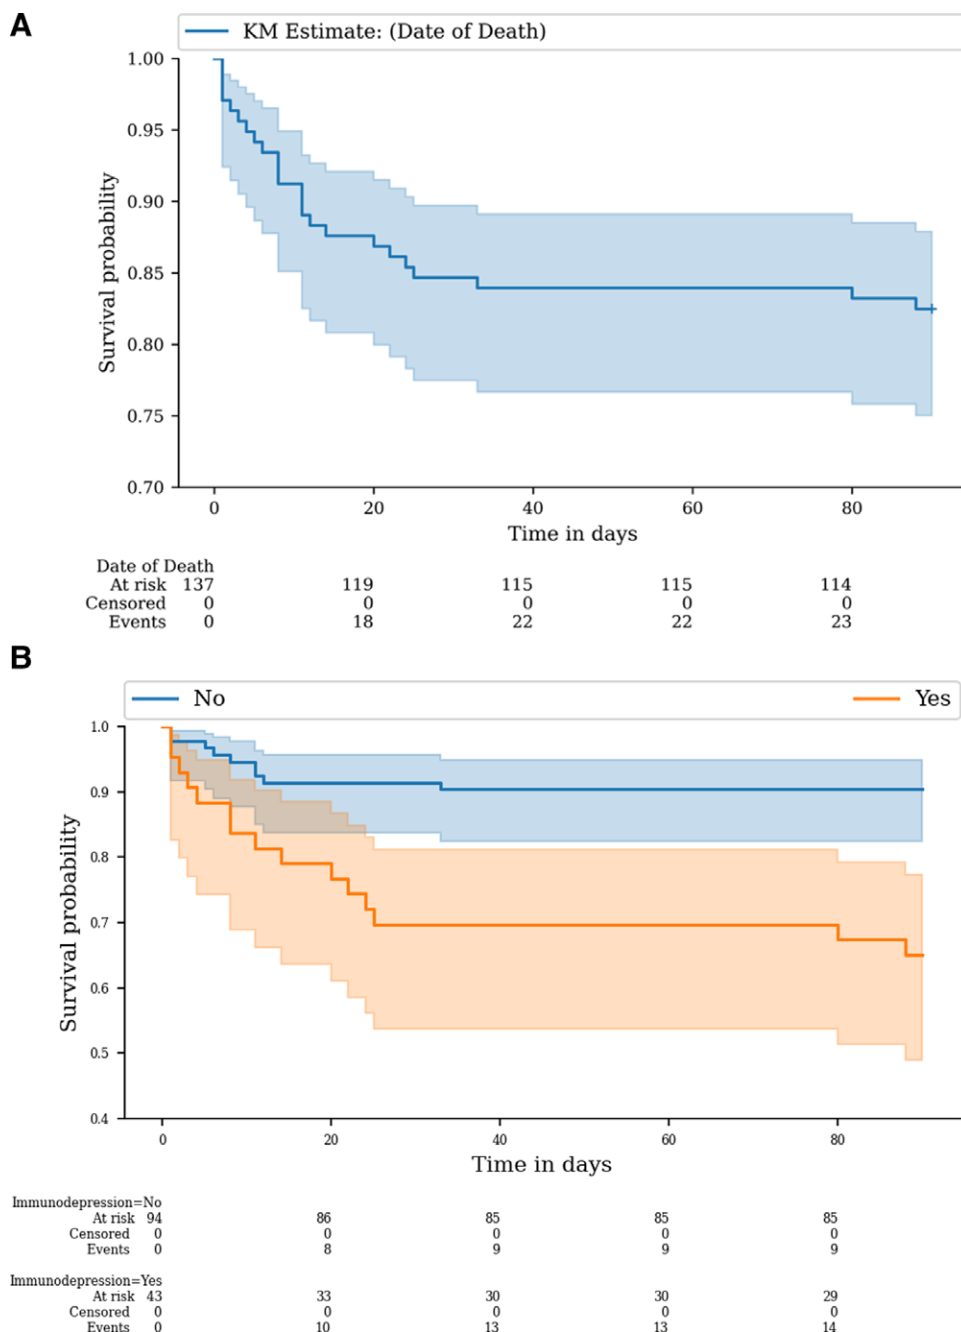 A
KM Estimate: (Date of Death)
1.00
0.95
0.90
0.85
0.80
0.75
0.70
Survival probability
0 20 40 60 80
Time in days
Date of Death
At risk 137 119 115 115 114
Censored 0 0 0 0 0
Events 0 18 22 22 23
B
No Yes
1.0
0.9
0.8
0.7
0.6
0.5
0.4
Survival probability
0 20 40 60 80
Time in days
Immunodepression=No
At risk 94 86 85 85 85
Censored 0 0 0 0 0
Events 0 8 9 9 9
Immunodepression=Yes
At risk 43 33 30 30 29
Censored 0 0 0 0 0
Events 0 10 13 13 14